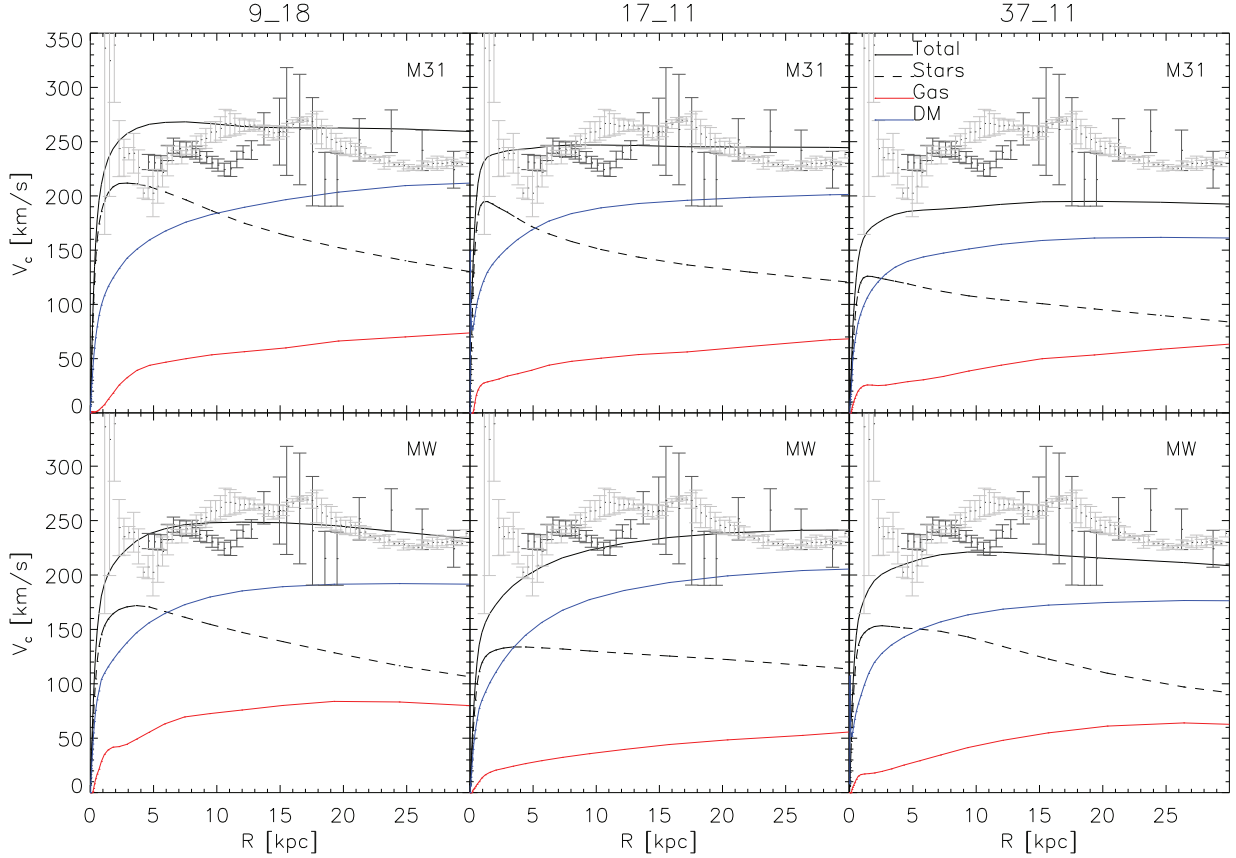 9_18 17_11 37_11
350 M31 M31 Total M31
300 Stars
Gas
250 DM
200
150
100
50
0
V_c [km/s]
MW MW MW
300
250
200
150
100
50
0
V_c [km/s]
0 5 10 15 20 25 0 5 10 15 20 25 0 5 10 15 20 25
R [kpc] R [kpc] R [kpc]